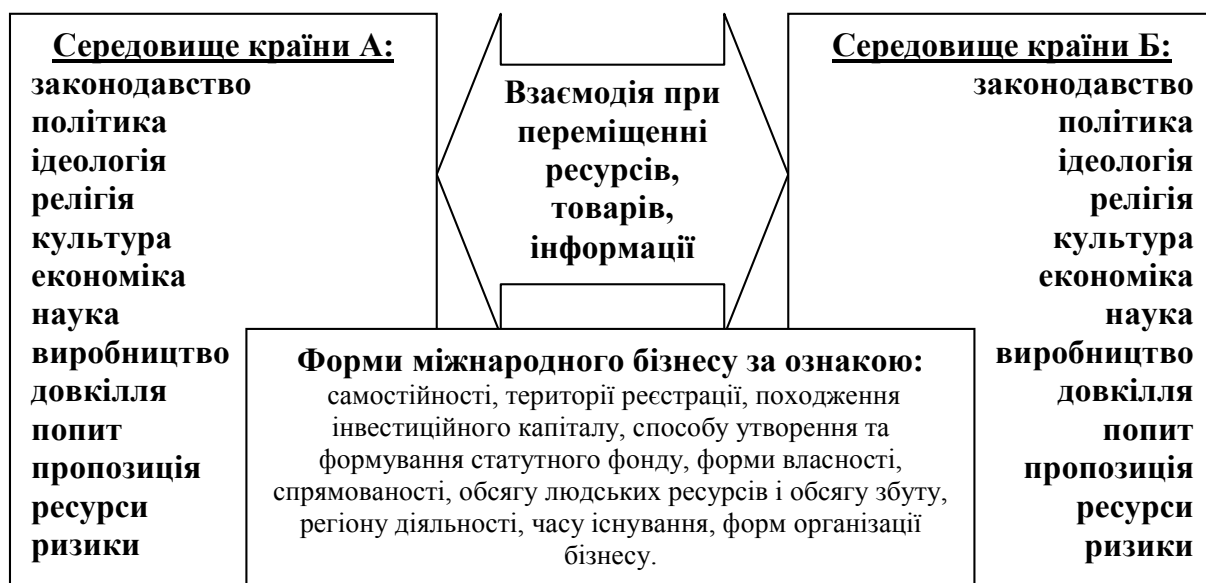 Середовище країни А:
законодавство
політика
ідеологія
релігія
культура
економіка
наука
виробництво
довкілля
попит
пропозиція
ресурси
ризики
Взаємодія при
переміщенні
ресурсів,
товарів,
інформації
Середовище країни Б:
законодавство
політика
ідеологія
релігія
культура
економіка
наука
виробництво
довкілля
попит
пропозиція
ресурси
ризики
Форми міжнародного бізнесу за ознакою:
самостійності, території реєстрації, походження
інвестиційного капіталу, способу утворення та
формування статутного фонду, форми власності,
спрямованості, обсягу людських ресурсів і обсягу збуту,
регіону діяльності, часу існування, форм організації
бізнесу.